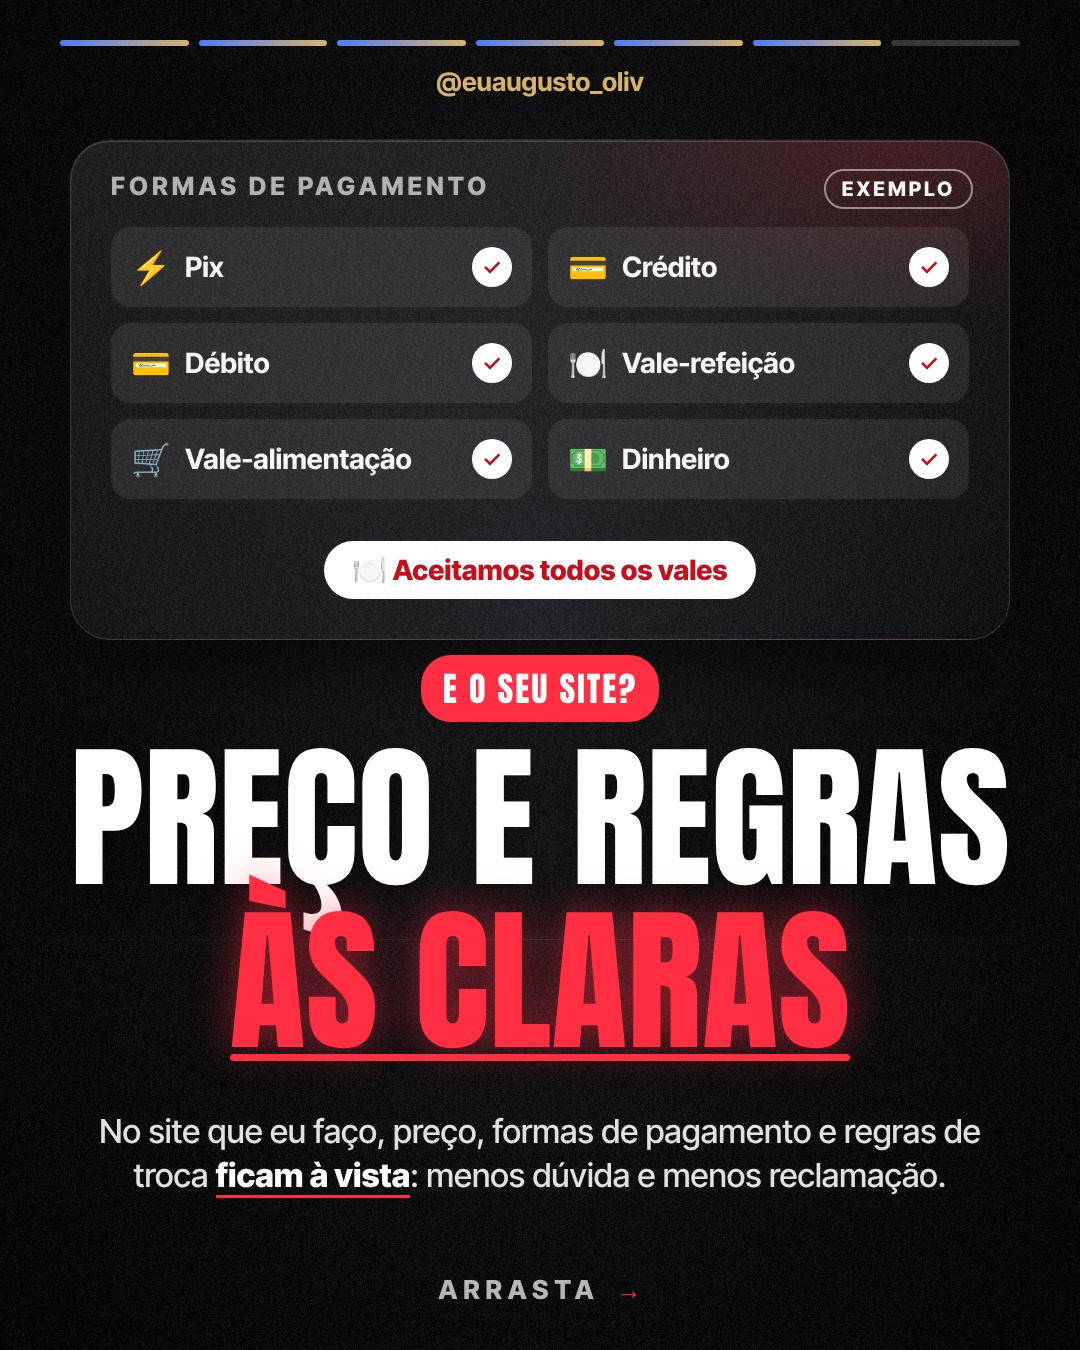 @euaugusto_oliv
FORMAS DE PAGAMENTO
EXEMPLO
Pix
Crédito
Débito
Vale-refeição
Vale-alimentação
Dinheiro
Aceitamos todos os vales
E O SEU SITE?
PREÇO E REGRAS
ÀS CLARAS
No site que eu faço, preço, formas de pagamento e regras de
troca ficam à vista: menos dúvida e menos reclamação.
ARRASTA →